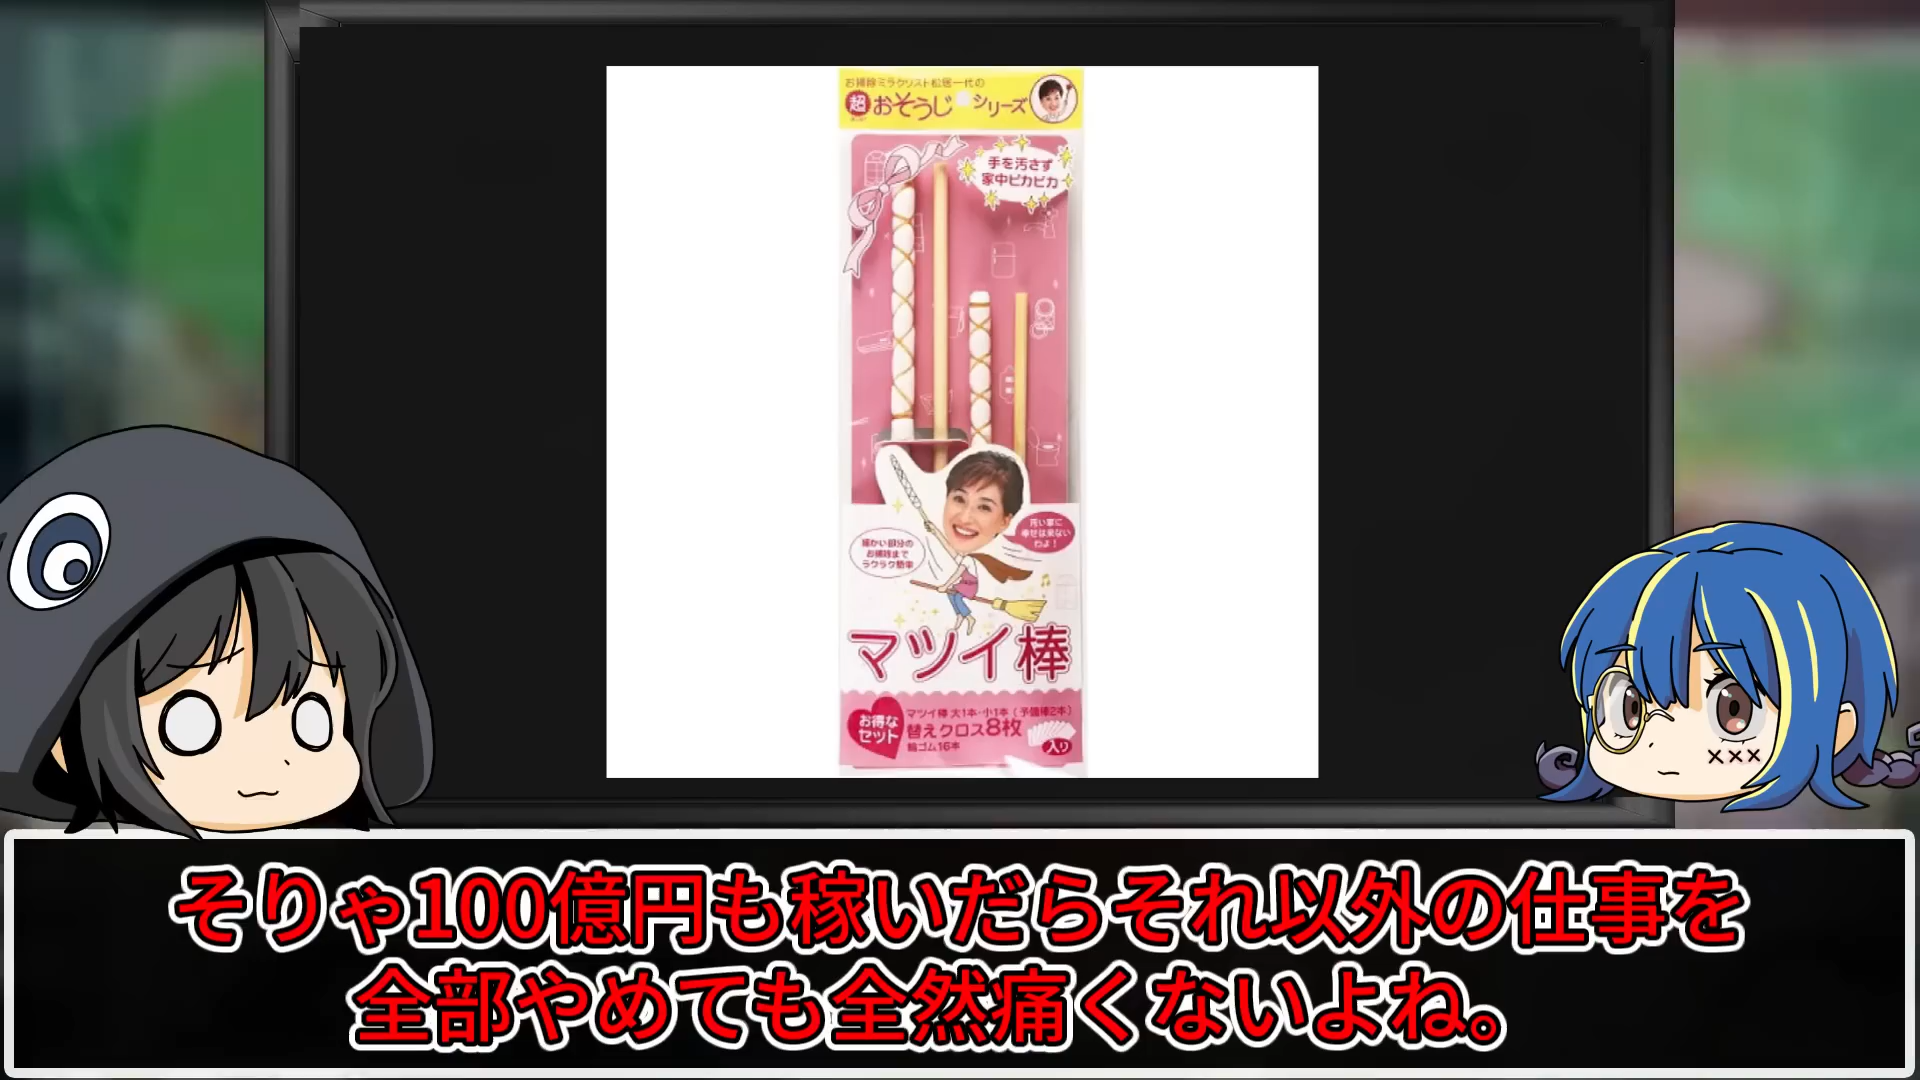 お掃除ミラクリスト松居一代の
超おそうじシリーズ
手を汚さず
家中ピカピカ
汚い家に
幸せは来ない
わよ!
細かい部分の
お掃除まで
ラクラク簡単
マツイ棒
お得な
セット
マツイ棒 大1本・小1本(予備棒2本)
替えクロス8枚
輪ゴム16本
入り
×××
そりゃ100億円も稼いだらそれ以外の仕事を
全部やめても全然痛くないよね。